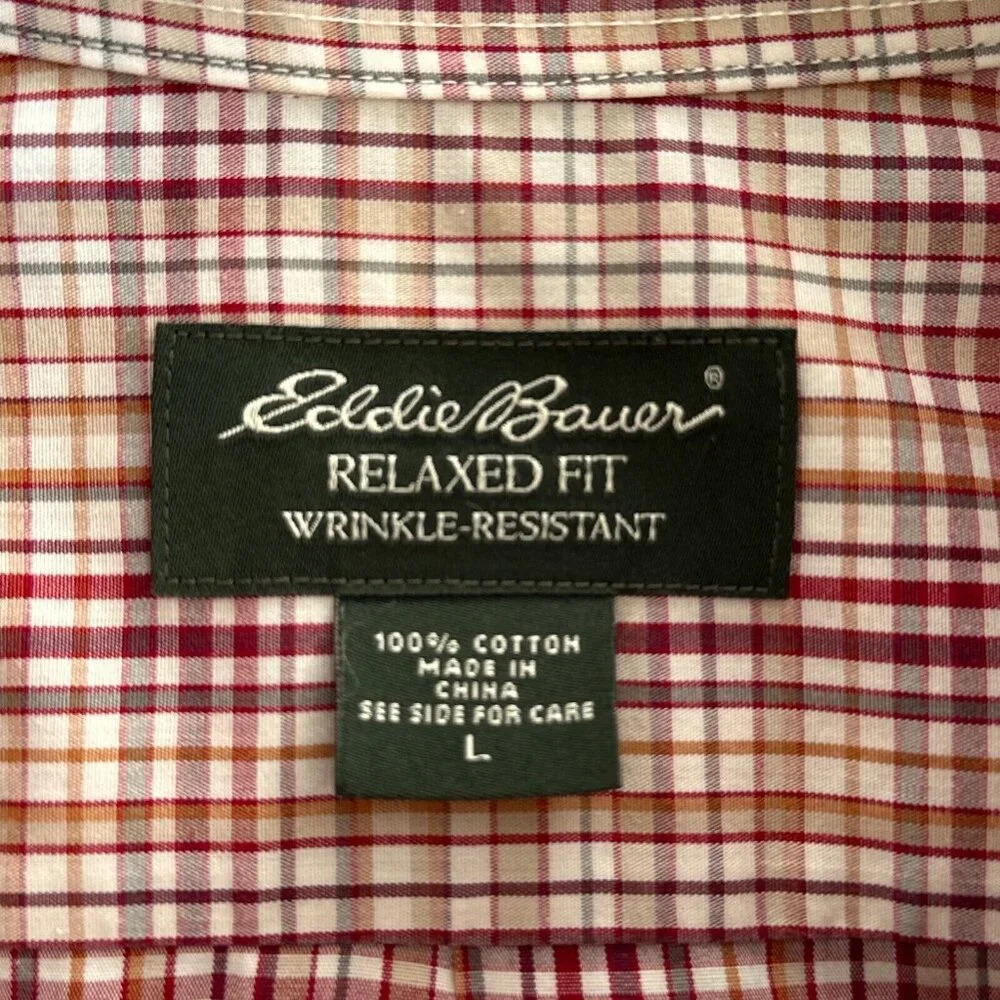 Eddie Bauer®
RELAXED FIT
WRINKLE-RESISTANT
100% COTTON
MADE IN
CHINA
SEE SIDE FOR CARE
L